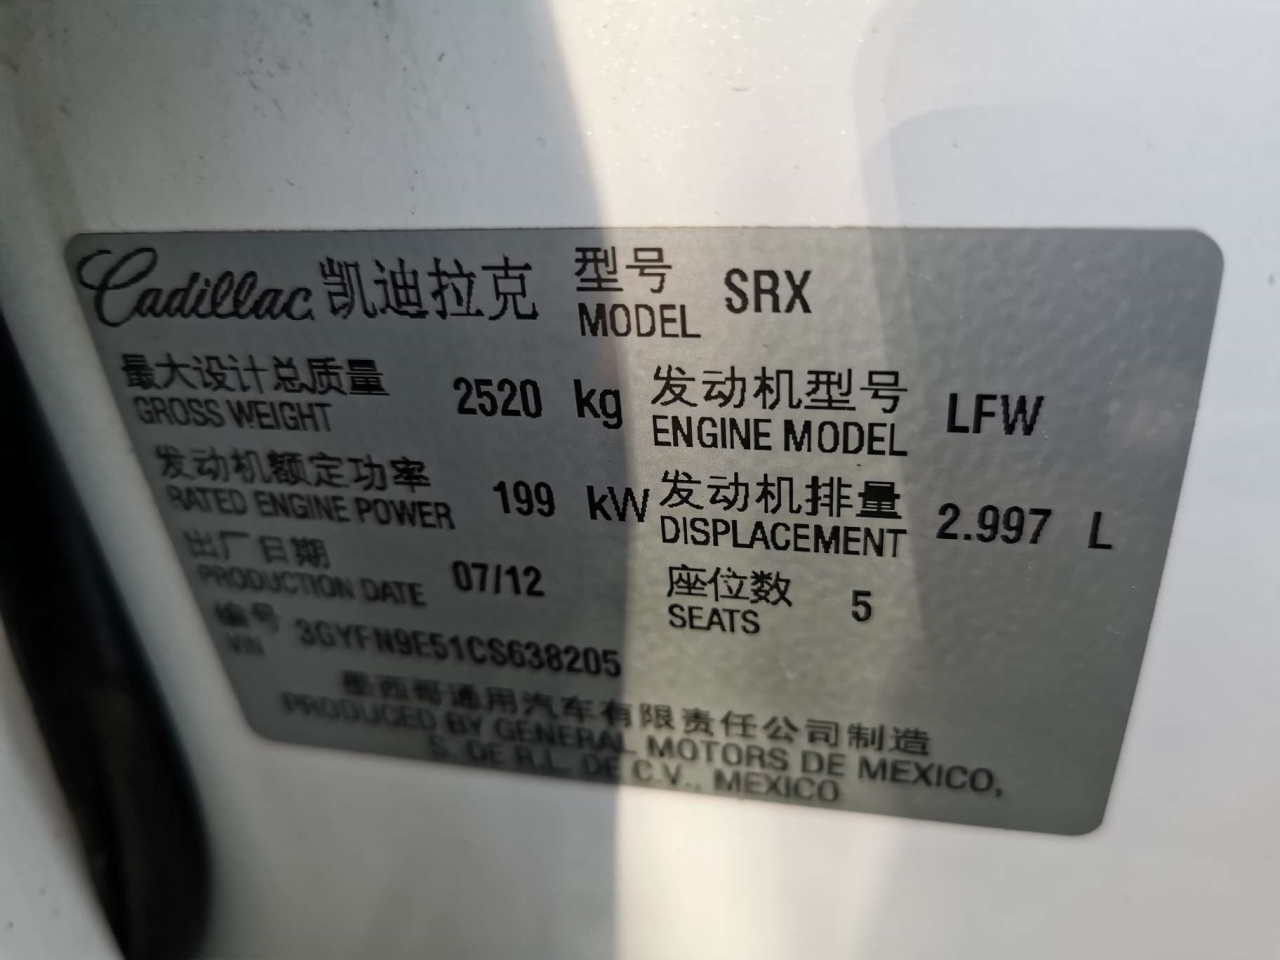 Cadillac 凯迪拉克 型号 SRX
MODEL
最大设计总质量 2520 kg 发动机型号 LFW
GROSS WEIGHT ENGINE MODEL
发动机额定功率 199 kW 发动机排量 2.997 L
RATED ENGINE POWER DISPLACEMENT
出厂日期 07/12 座位数 5
PRODUCTION DATE SEATS
编号 3GYFN9E51CS638205
VIN
墨西哥通用汽车有限责任公司制造
PRODUCED BY GENERAL MOTORS DE MEXICO,
S. DE R.L. DE C.V., MEXICO